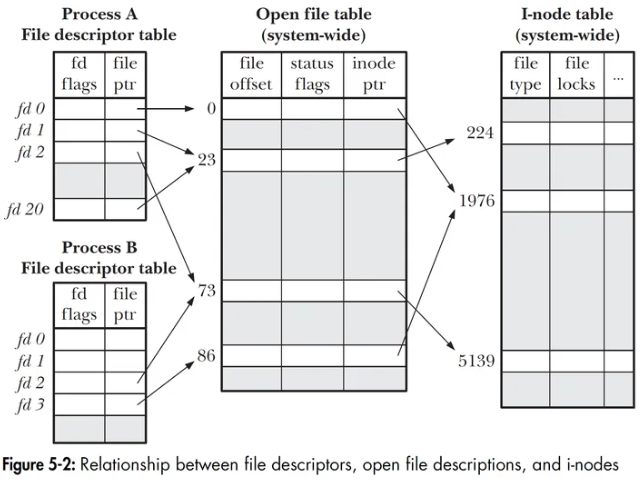 Process A
File descriptor table
fd
flags
file
ptr
fd 0
fd 1
fd 2
fd 20
Process B
File descriptor table
fd
flags
file
ptr
fd 0
fd 1
fd 2
fd 3
Open file table
(system-wide)
file
offset
status
flags
inode
ptr
0
23
73
86
I-node table
(system-wide)
file
type
file
locks
...
224
1976
5139
Figure 5-2: Relationship between file descriptors, open file descriptions, and i-nodes